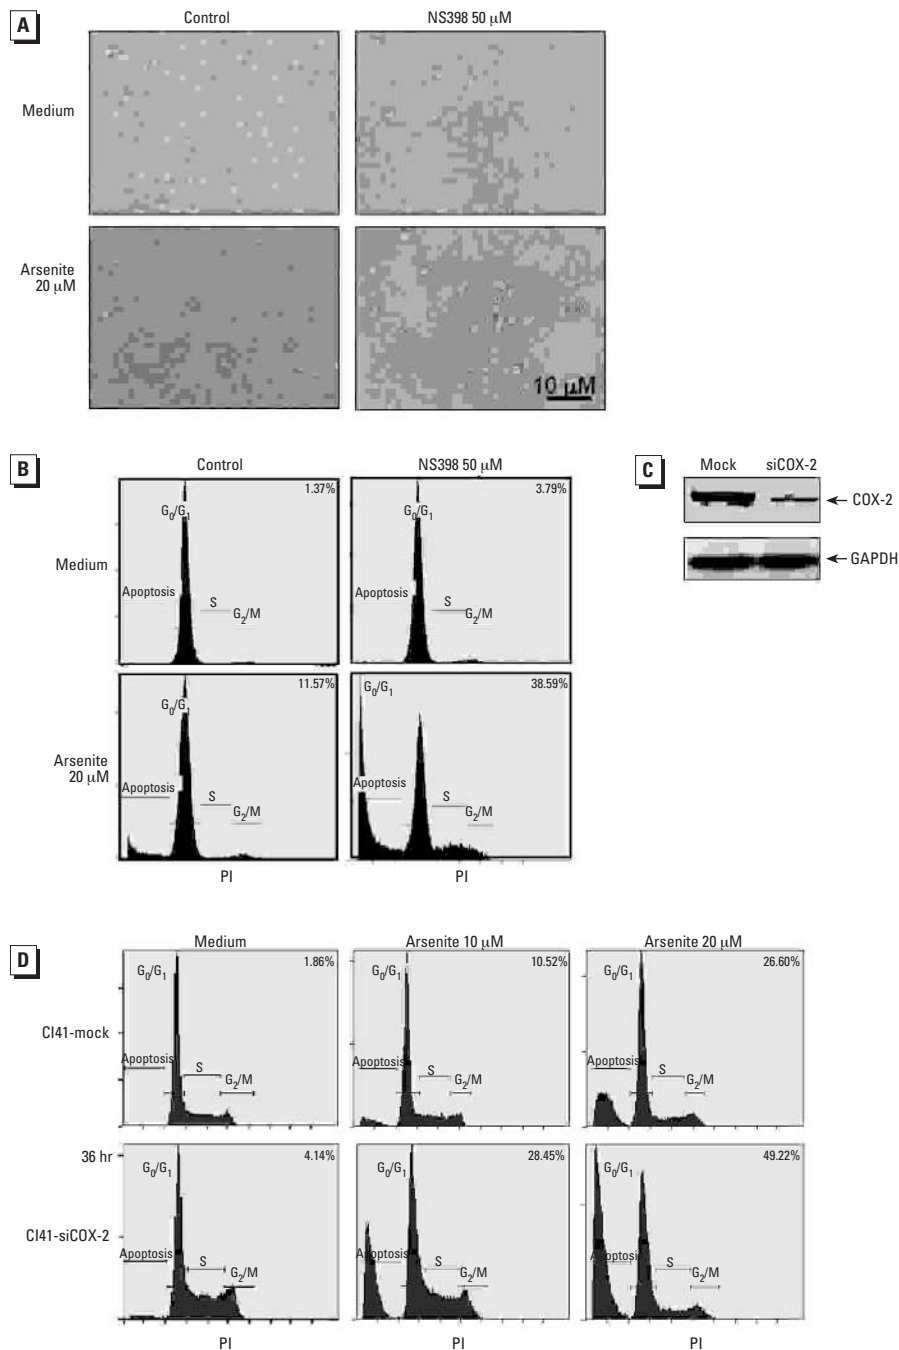 A
Control
NS398 50 μM
Medium
Arsenite
20 μM
10 μM
B
Control
NS398 50 μM
Medium
1.37%
G0/G1
Apoptosis
S
G2/M
3.79%
G0/G1
Apoptosis
S
G2/M
Arsenite
20 μM
11.57%
G0/G1
Apoptosis
S
G2/M
38.59%
G0/G1
Apoptosis
S
G2/M
PI
PI
C
Mock
siCOX-2
COX-2
GAPDH
D
Medium
Arsenite 10 μM
Arsenite 20 μM
Cl41-mock
1.86%
G0/G1
Apoptosis
S
G2/M
10.52%
G0/G1
Apoptosis
S
G2/M
26.60%
G0/G1
Apoptosis
S
G2/M
36 hr
Cl41-siCOX-2
4.14%
G0/G1
Apoptosis
S
G2/M
28.45%
G0/G1
Apoptosis
S
G2/M
49.22%
G0/G1
Apoptosis
S
G2/M
PI
PI
PI